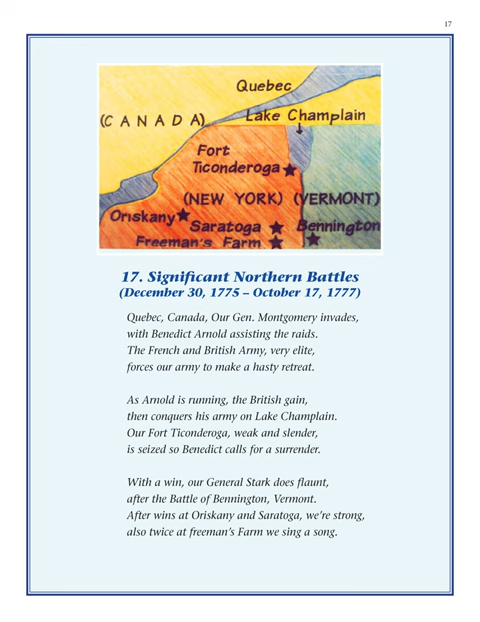 17
Quebec
(CANADA)
Lake Champlain
Fort
Ticonderoga
(NEW YORK) (VERMONT)
Oriskany
Saratoga
Bennington
Freeman's Farm
17. Significant Northern Battles
(December 30, 1775 – October 17, 1777)
Quebec, Canada, Our Gen. Montgomery invades,
with Benedict Arnold assisting the raids.
The French and British Army, very elite,
forces our army to make a hasty retreat.
As Arnold is running, the British gain,
then conquers his army on Lake Champlain.
Our Fort Ticonderoga, weak and slender,
is seized so Benedict calls for a surrender.
With a win, our General Stark does flaunt,
after the Battle of Bennington, Vermont.
After wins at Oriskany and Saratoga, we're strong,
also twice at freeman's Farm we sing a song.